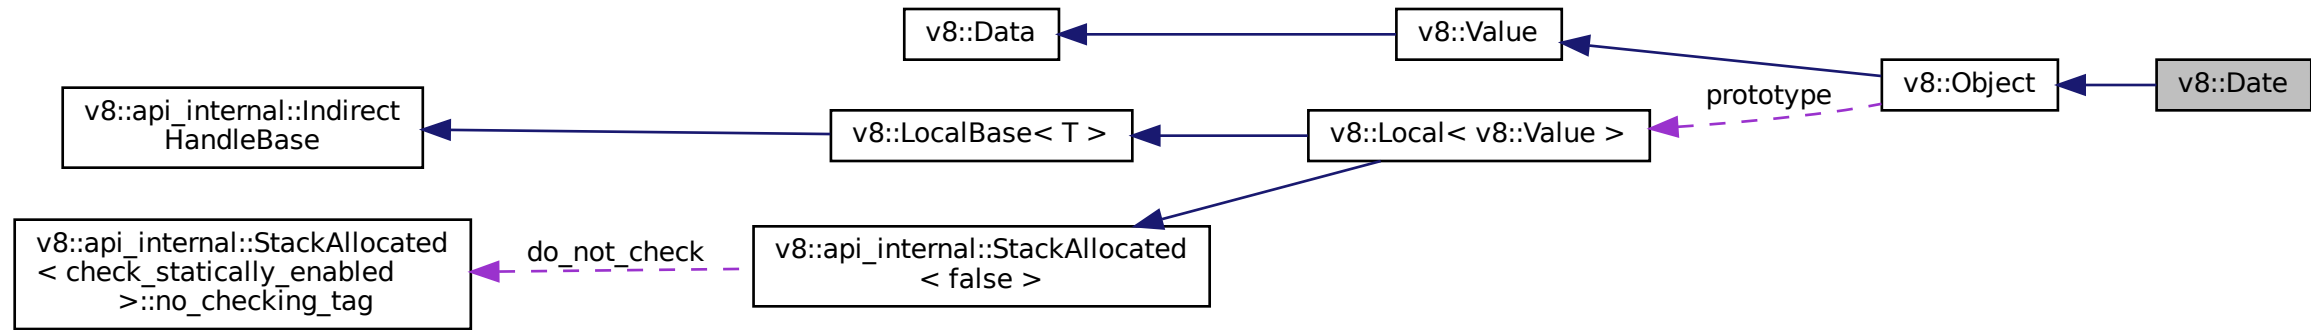 v8::Data
v8::Value
v8::Object
v8::Date
prototype
v8::api_internal::Indirect
HandleBase
v8::LocalBase< T >
v8::Local< v8::Value >
v8::api_internal::StackAllocated
< check_statically_enabled
>::no_checking_tag
do_not_check
v8::api_internal::StackAllocated
< false >